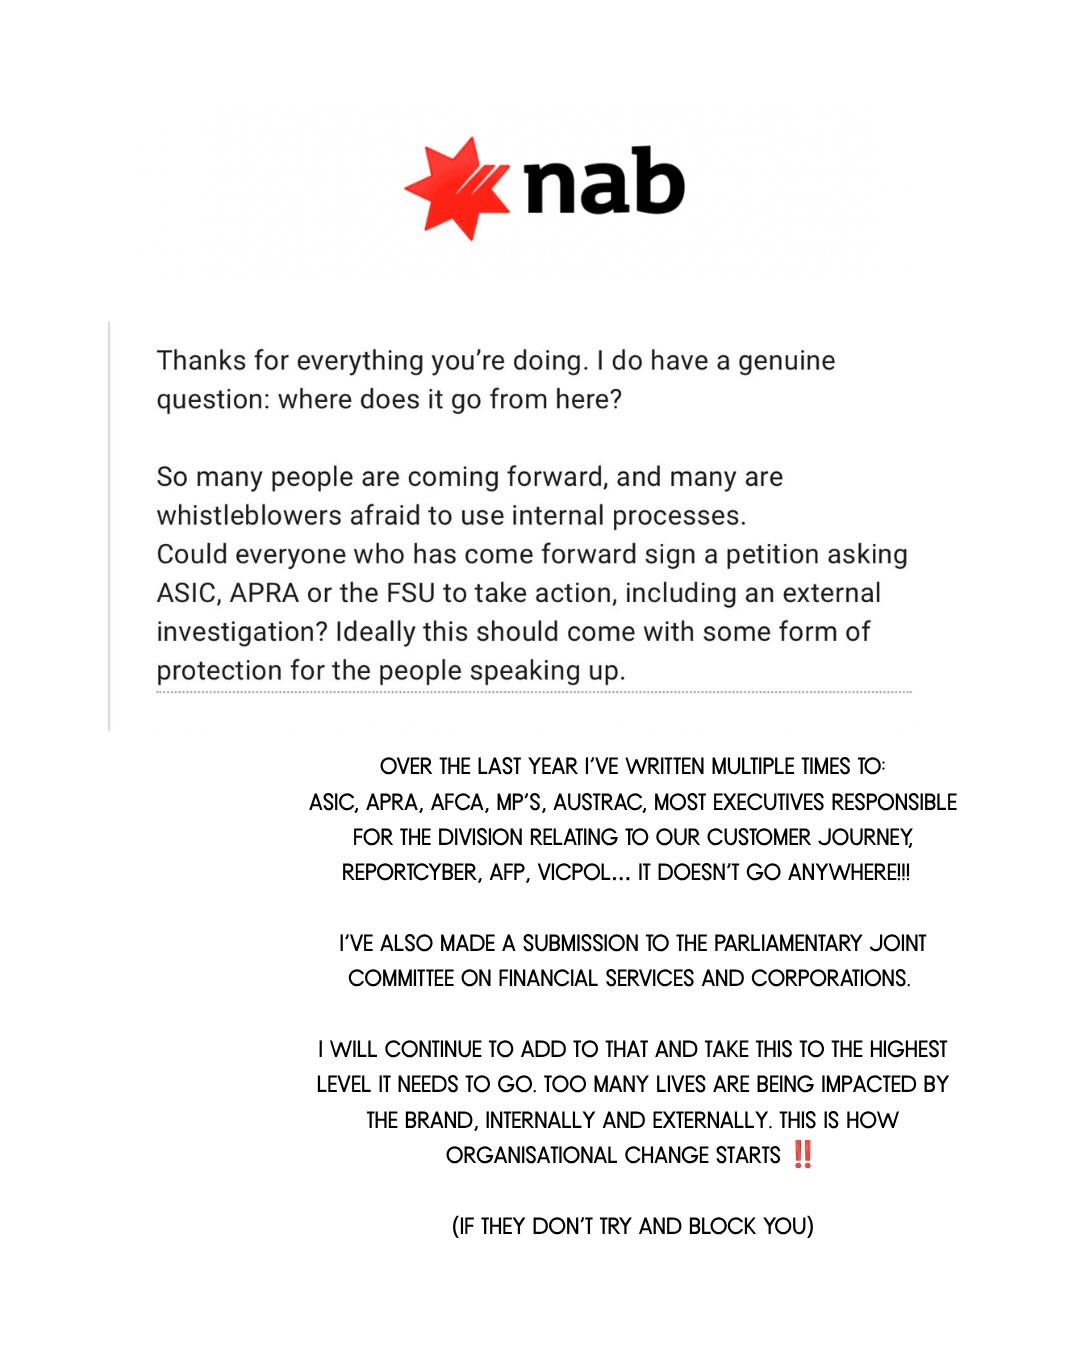 nab
Thanks for everything you’re doing. I do have a genuine
question: where does it go from here?
So many people are coming forward, and many are
whistleblowers afraid to use internal processes.
Could everyone who has come forward sign a petition asking
ASIC, APRA or the FSU to take action, including an external
investigation? Ideally this should come with some form of
protection for the people speaking up.
OVER THE LAST YEAR I’VE WRITTEN MULTIPLE TIMES TO:
ASIC, APRA, AFCA, MP’S, AUSTRAC, MOST EXECUTIVES RESPONSIBLE
FOR THE DIVISION RELATING TO OUR CUSTOMER JOURNEY,
REPORTCYBER, AFP, VICPOL... IT DOESN’T GO ANYWHERE!!!
I’VE ALSO MADE A SUBMISSION TO THE PARLIAMENTARY JOINT
COMMITTEE ON FINANCIAL SERVICES AND CORPORATIONS.
I WILL CONTINUE TO ADD TO THAT AND TAKE THIS TO THE HIGHEST
LEVEL IT NEEDS TO GO. TOO MANY LIVES ARE BEING IMPACTED BY
THE BRAND, INTERNALLY AND EXTERNALLY. THIS IS HOW
ORGANISATIONAL CHANGE STARTS ‼️
(IF THEY DON’T TRY AND BLOCK YOU)